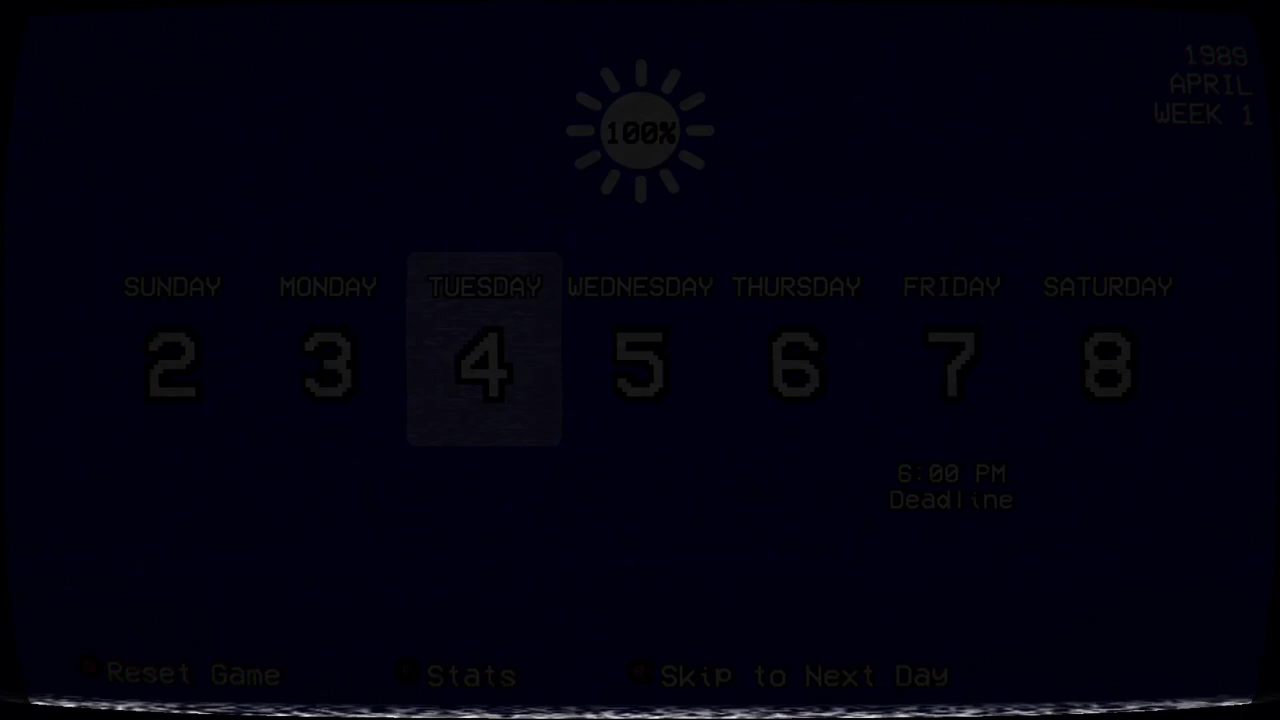 1989
APRIL
WEEK 1
100%
SUNDAY MONDAY TUESDAY WEDNESDAY THURSDAY FRIDAY SATURDAY
2 3 4 5 6 7 8
6:00 PM
Deadline
Reset Game Stats Skip to Next Day